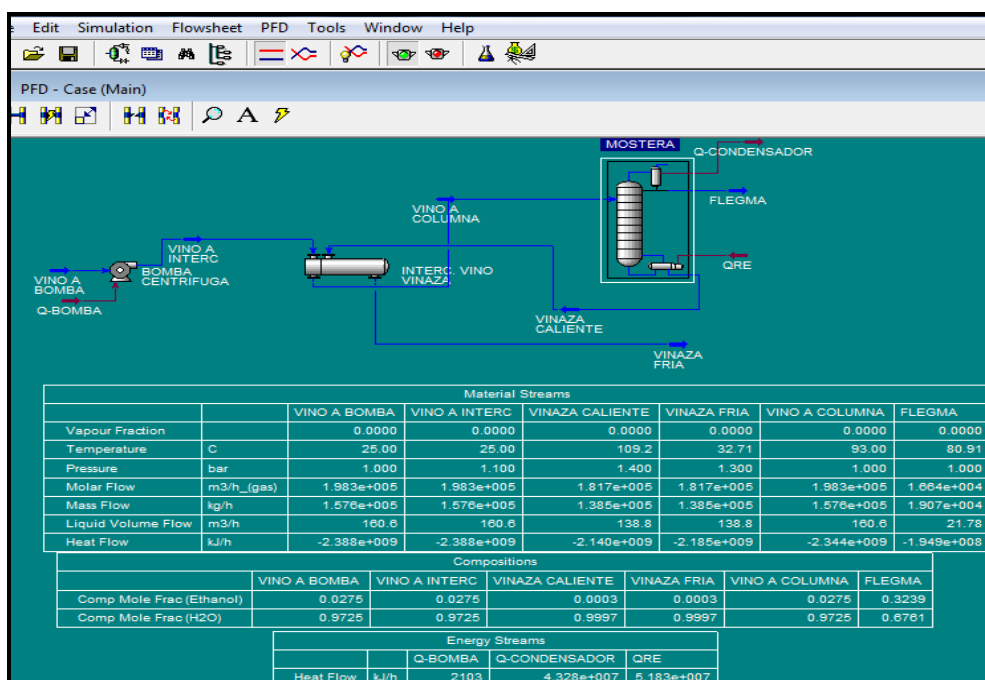 Edit Simulation Flowsheet PFD Tools Window Help
PFD - Case (Main)
A
MOSTERA
Q-CONDENSADOR
FLEGMA
VINO A
COLUMNA
VINO A
INTERC
BOMBA
CENTRIFUGA
VINO A
BOMBA
Q-BOMBA
INTERC. VINO
VINAZA
QRE
VINAZA
CALIENTE
VINAZA
FRIA
Material Streams
VINO A BOMBA VINO A INTERC VINAZA CALIENTE VINAZA FRIA VINO A COLUMNA FLEGMA
Vapour Fraction 0.0000 0.0000 0.0000 0.0000 0.0000 0.0000
Temperature C 25.00 25.00 109.2 32.71 93.00 80.91
Pressure bar 1.000 1.100 1.400 1.300 1.000 1.000
Molar Flow m3/h_(gas) 1.983e+005 1.983e+005 1.817e+005 1.817e+005 1.983e+005 1.664e+004
Mass Flow kg/h 1.576e+005 1.576e+005 1.385e+005 1.385e+005 1.576e+005 1.907e+004
Liquid Volume Flow m3/h 160.6 160.6 138.8 138.8 160.6 21.78
Heat Flow kJ/h -2.388e+009 -2.388e+009 -2.140e+009 -2.185e+009 -2.344e+009 -1.949e+008
Compositions
VINO A BOMBA VINO A INTERC VINAZA CALIENTE VINAZA FRIA VINO A COLUMNA FLEGMA
Comp Mole Frac (Ethanol) 0.0275 0.0275 0.0003 0.0003 0.0275 0.3239
Comp Mole Frac (H2O) 0.9725 0.9725 0.9997 0.9997 0.9725 0.6761
Energy Streams
Q-BOMBA Q-CONDENSADOR QRE
Heat Flow kJ/h 2103 4.328e+007 5.183e+007